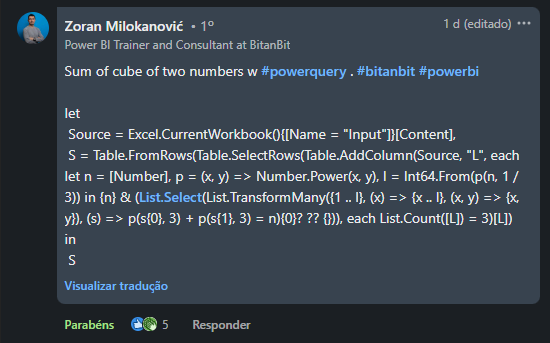 Zoran Milokanović • 1º
1 d (editado) •••
Power BI Trainer and Consultant at BitanBit
Sum of cube of two numbers w #powerquery . #bitanbit #powerbi
let
Source = Excel.CurrentWorkbook(){[Name = "Input"]}[Content],
S = Table.FromRows(Table.SelectRows(Table.AddColumn(Source, "L", each
let n = [Number], p = (x, y) => Number.Power(x, y), l = Int64.From(p(n, 1 /
3)) in {n} & (List.Select(List.TransformMany({1 .. l}, (x) => {x .. l}, (x, y) => {x,
y}), (s) => p(s{0}, 3) + p(s{1}, 3) = n){0}? ?? {})), each List.Count([L]) = 3)[L])
in
S
Visualizar tradução
Parabéns
5
Responder